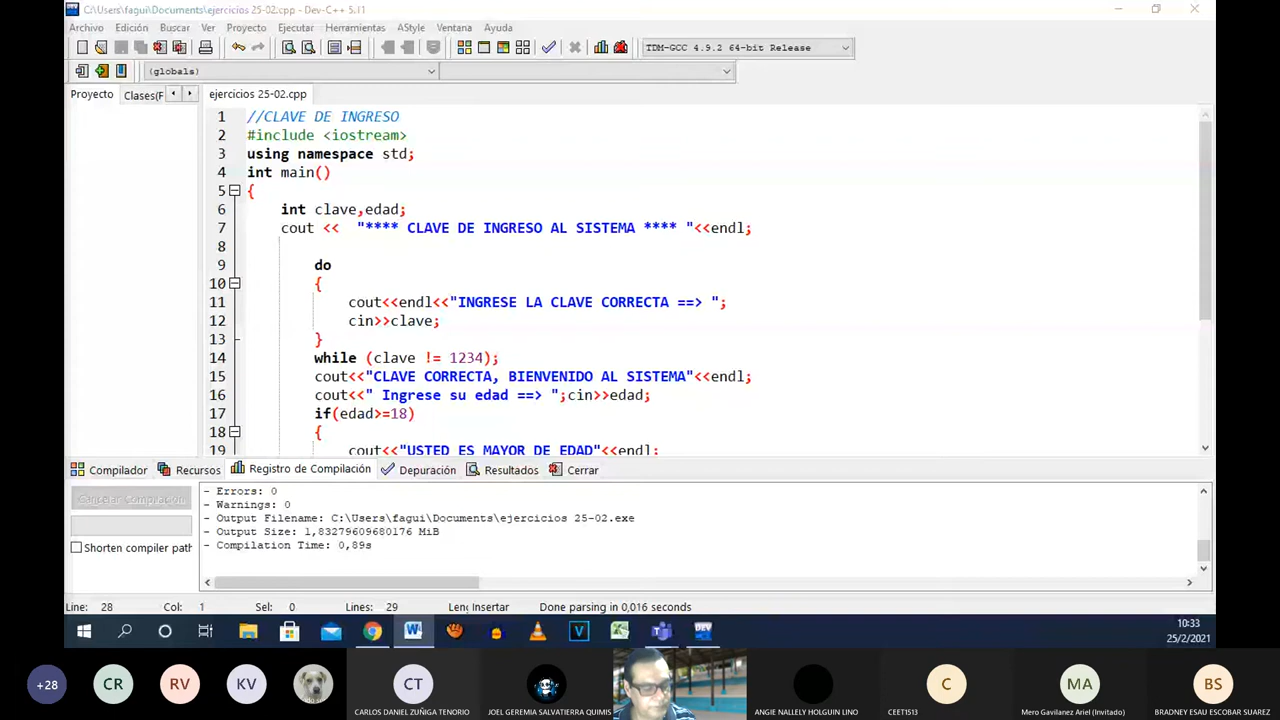 C:\Users\fagui\Documents\ejercicios 25-02.cpp - Dev-C++ 5.11
Archivo Edición Buscar Ver Proyecto Ejecutar Herramientas AStyle Ventana Ayuda
TDM-GCC 4.9.2 64-bit Release
(globals)
Proyecto Clases(F ejercicios 25-02.cpp
1 //CLAVE DE INGRESO
2 #include <iostream>
3 using namespace std;
4 int main()
5 {
6 int clave,edad;
7 cout << "**** CLAVE DE INGRESO AL SISTEMA **** "<<endl;
8
9 do
10 {
11 cout<<endl<<"INGRESE LA CLAVE CORRECTA ==> ";
12 cin>>clave;
13 }
14 while (clave != 1234);
15 cout<<"CLAVE CORRECTA, BIENVENIDO AL SISTEMA"<<endl;
16 cout<<" Ingrese su edad ==> ";cin>>edad;
17 if(edad>=18)
18 {
19 cout<<"USTED ES MAYOR DE EDAD"<<endl;
Compilador Recursos Registro de Compilación Depuración Resultados Cerrar
Cancelar Compilación
Shorten compiler path
- Errors: 0
- Warnings: 0
- Output Filename: C:\Users\fagui\Documents\ejercicios 25-02.exe
- Output Size: 1,83279609680176 MiB
- Compilation Time: 0,89s
Line: 28 Col: 1 Sel: 0 Lines: 29 Leng Insertar Done parsing in 0,016 seconds
W V DEV
10:33
25/2/2021
+28 CR RV KV CT C MA BS
CARLOS DANIEL ZUÑIGA TENORIO JOEL GEREMIA SALVATIERRA QUIMIS ANGIE NALLELY HOLGUIN LINO CEET1513 Mero Gavilanez Ariel (Invitado) BRADNEY ESAU ESCOBAR SUAREZ